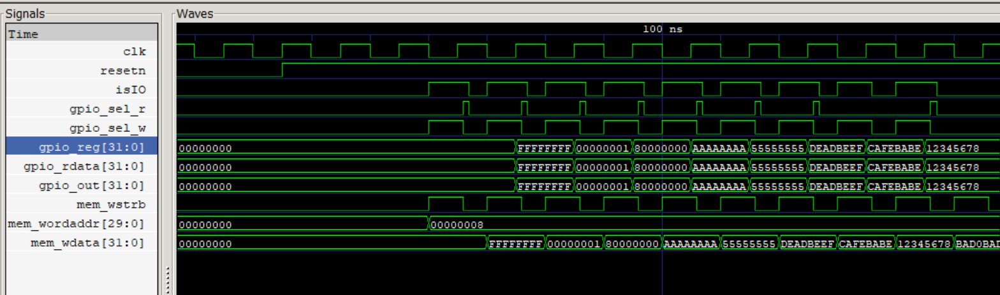 Signals Waves
Time 100 ns
clk
resetn
isIO
gpio_sel_r
gpio_sel_w
gpio_reg[31:0] 00000000 FFFFFFFF 00000001 80000000 AAAAAAAA 55555555 DEADBEEF CAFEBABE 12345678
gpio_rdata[31:0] 00000000 FFFFFFFF 00000001 80000000 AAAAAAAA 55555555 DEADBEEF CAFEBABE 12345678
gpio_out[31:0] 00000000 FFFFFFFF 00000001 80000000 AAAAAAAA 55555555 DEADBEEF CAFEBABE 12345678
mem_wstrb
mem_wordaddr[29:0] 00000000 00000008
mem_wdata[31:0] 00000000 FFFFFFFF 00000001 80000000 AAAAAAAA 55555555 DEADBEEF CAFEBABE 12345678 BAD0BAD